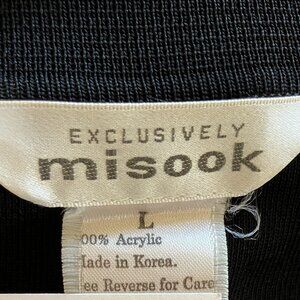 EXCLUSIVELY
misook
L
00% Acrylic
lade in Korea.
ee Reverse for Care